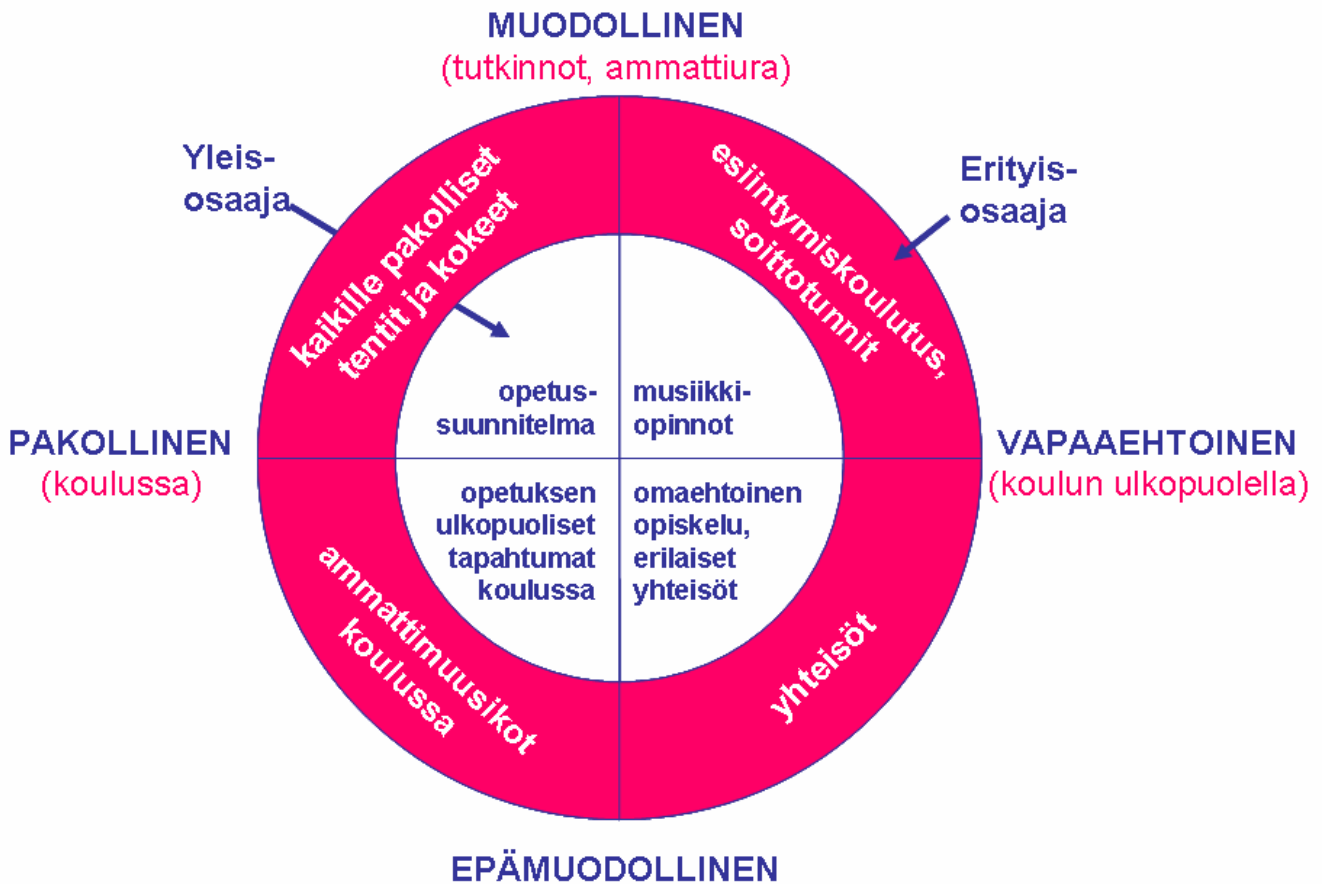 MUODOLLINEN
(tutkinnot, ammattiura)
Yleis-
osaaja
kaikille pakolliset
tentit ja kokeet
esiintymiskoulutus,
soittotunnit
Erityis-
osaaja
opetus-
suunnitelma
musiikki-
opinnot
PAKOLLINEN
(koulussa)
VAPAAEHTOINEN
(koulun ulkopuolella)
opetuksen
ulkopuoliset
tapahtumat
koulussa
omaehtoinen
opiskelu,
erilaiset
yhteisöt
ammattimuusikot
koulussa
yhteisöt
EPÄMUODOLLINEN